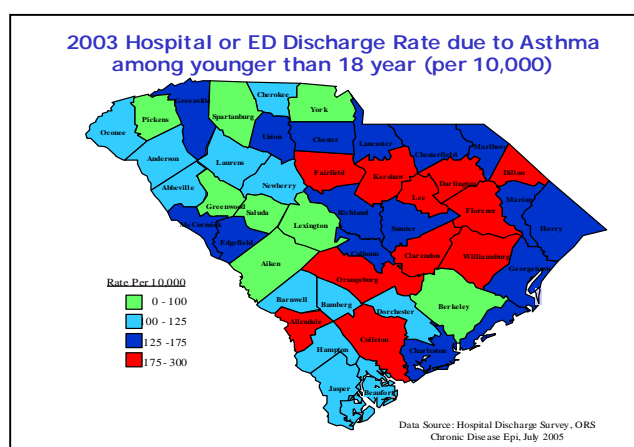 2003 Hospital or ED Discharge Rate due to Asthma
among younger than 18 year (per 10,000)
Cherokee
York
Greenville
Spartanburg
Pickens
Oconee
Union
Chester
Lancaster
Chesterfield
Marlboro
Anderson
Laurens
Fairfield
Kershaw
Darlington
Dillon
Abbeville
Newberry
Lee
Greenwood
Saluda
Florence
Marion
McCormick
Lexington
Richland
Sumter
Horry
Edgefield
Calhoun
Clarendon
Williamsburg
Aiken
Orangeburg
Georgetown
Barnwell
Bamberg
Berkeley
Dorchester
Allendale
Colleton
Hampton
Charleston
Jasper
Beaufort
Rate Per 10,000
0 - 100
100 - 125
125 - 175
175 - 300
Data Source: Hospital Discharge Survey, ORS
Chronic Disease Epi, July 2005